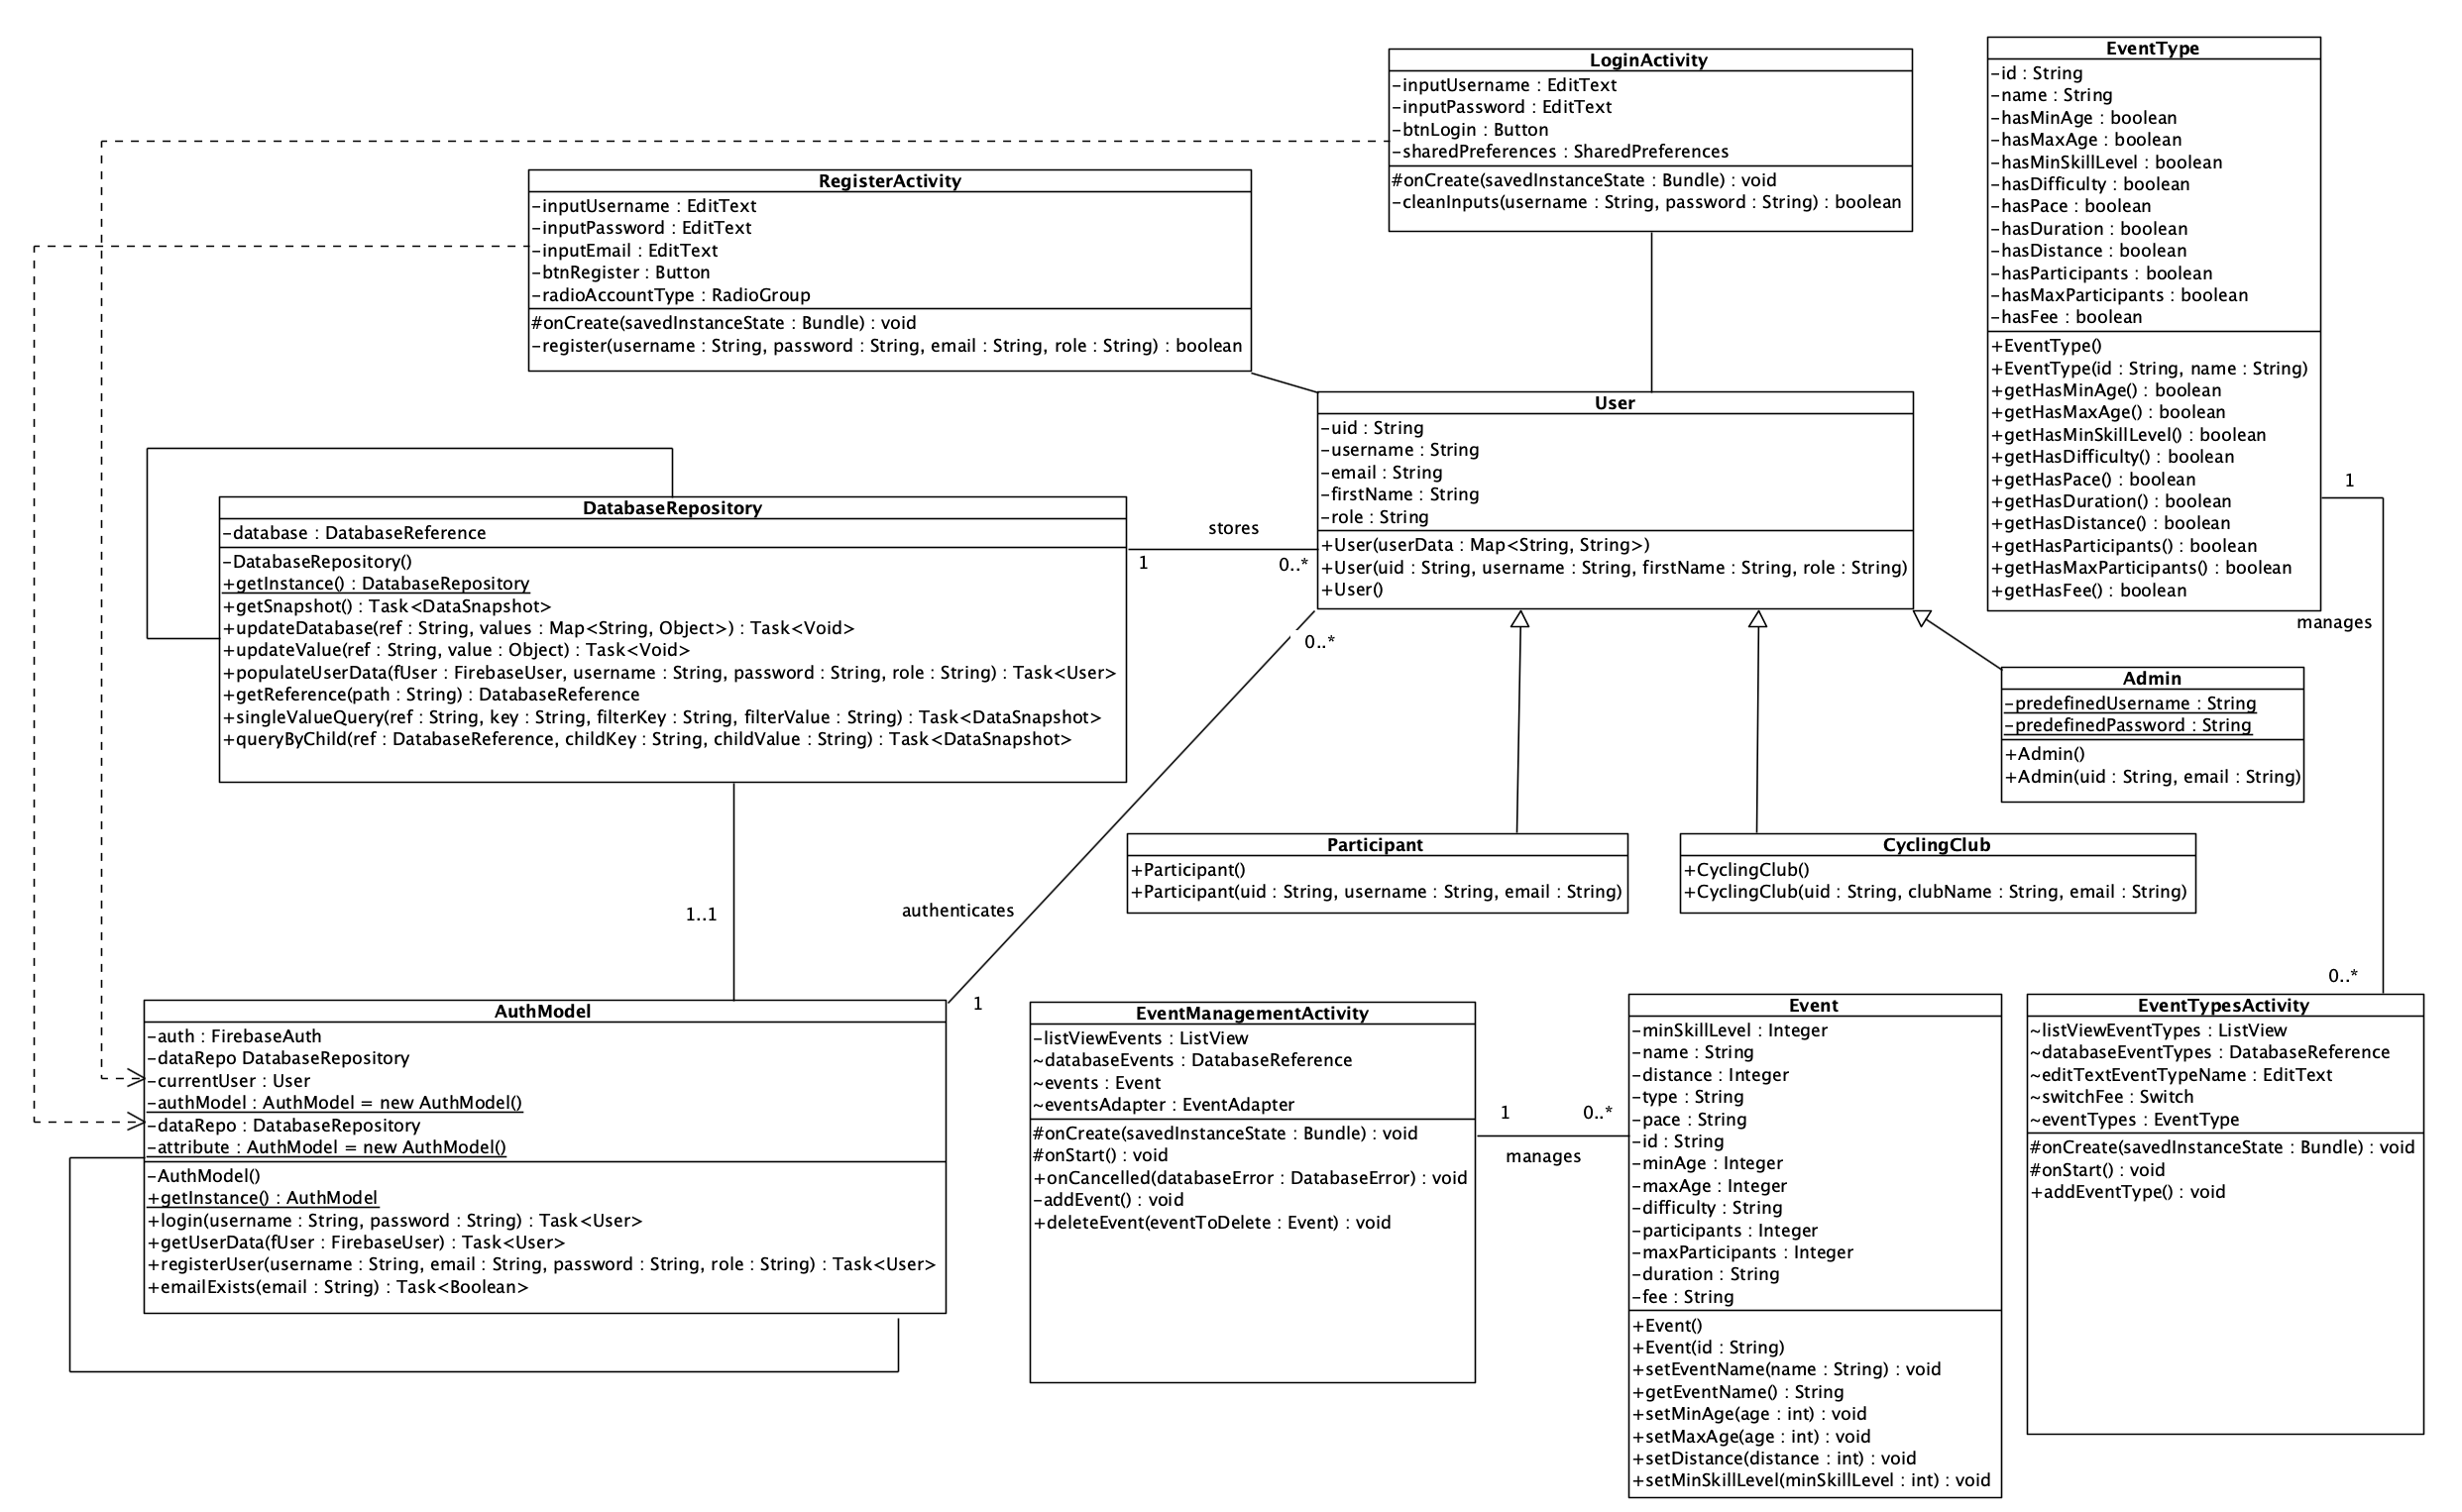 LoginActivity
-inputUsername : EditText
-inputPassword : EditText
-btnLogin : Button
-sharedPreferences : SharedPreferences
#onCreate(savedInstanceState : Bundle) : void
-cleanInputs(username : String, password : String) : boolean
EventType
-id : String
-name : String
-hasMinAge : boolean
-hasMaxAge : boolean
-hasMinSkillLevel : boolean
-hasDifficulty : boolean
-hasPace : boolean
-hasDuration : boolean
-hasDistance : boolean
-hasParticipants : boolean
-hasMaxParticipants : boolean
-hasFee : boolean
+EventType()
+EventType(id : String, name : String)
+getHasMinAge() : boolean
+getHasMaxAge() : boolean
+getHasMinSkillLevel() : boolean
+getHasDifficulty() : boolean
+getHasPace() : boolean
+getHasDuration() : boolean
+getHasDistance() : boolean
+getHasParticipants() : boolean
+getHasMaxParticipants() : boolean
+getHasFee() : boolean
RegisterActivity
-inputUsername : EditText
-inputPassword : EditText
-inputEmail : EditText
-btnRegister : Button
-radioAccountType : RadioGroup
#onCreate(savedInstanceState : Bundle) : void
-register(username : String, password : String, email : String, role : String) : boolean
User
-uid : String
-username : String
-email : String
-firstName : String
-role : String
+User(userData : Map<String, String>)
+User(uid : String, username : String, firstName : String, role : String)
+User()
1
manages
0..*
DatabaseRepository
-database : DatabaseReference
-DatabaseRepository()
+getInstance() : DatabaseRepository
+getSnapshot() : Task<DataSnapshot>
+updateDatabase(ref : String, values : Map<String, Object>) : Task<Void>
+updateValue(ref : String, value : Object) : Task<Void>
+populateUserData(fUser : FirebaseUser, username : String, password : String, role : String) : Task<User>
+getReference(path : String) : DatabaseReference
+singleValueQuery(ref : String, key : String, filterKey : String, filterValue : String) : Task<DataSnapshot>
+queryByChild(ref : DatabaseReference, childKey : String, childValue : String) : Task<DataSnapshot>
stores
1
0..*
0..*
authenticates
1
1..1
Admin
-predefinedUsername : String
-predefinedPassword : String
+Admin()
+Admin(uid : String, email : String)
Participant
+Participant()
+Participant(uid : String, username : String, email : String)
CyclingClub
+CyclingClub()
+CyclingClub(uid : String, clubName : String, email : String)
AuthModel
-auth : FirebaseAuth
-dataRepo DatabaseRepository
-currentUser : User
-authModel : AuthModel = new AuthModel()
-dataRepo : DatabaseRepository
-attribute : AuthModel = new AuthModel()
-AuthModel()
+getInstance() : AuthModel
+login(username : String, password : String) : Task<User>
+getUserData(fUser : FirebaseUser) : Task<User>
+registerUser(username : String, email : String, password : String, role : String) : Task<User>
+emailExists(email : String) : Task<Boolean>
EventManagementActivity
-listViewEvents : ListView
~databaseEvents : DatabaseReference
~events : Event
~eventsAdapter : EventAdapter
#onCreate(savedInstanceState : Bundle) : void
#onStart() : void
+onCancelled(databaseError : DatabaseError) : void
-addEvent() : void
+deleteEvent(eventToDelete : Event) : void
1
0..*
manages
Event
-minSkillLevel : Integer
-name : String
-distance : Integer
-type : String
-pace : String
-id : String
-minAge : Integer
-maxAge : Integer
-difficulty : String
-participants : Integer
-maxParticipants : Integer
-duration : String
-fee : String
+Event()
+Event(id : String)
+setEventName(name : String) : void
+getEventName() : String
+setMinAge(age : int) : void
+setMaxAge(age : int) : void
+setDistance(distance : int) : void
+setMinSkillLevel(minSkillLevel : int) : void
EventTypesActivity
~listViewEventTypes : ListView
~databaseEventTypes : DatabaseReference
~editTextEventTypeName : EditText
~switchFee : Switch
~eventTypes : EventType
#onCreate(savedInstanceState : Bundle) : void
#onStart() : void
+addEventType() : void